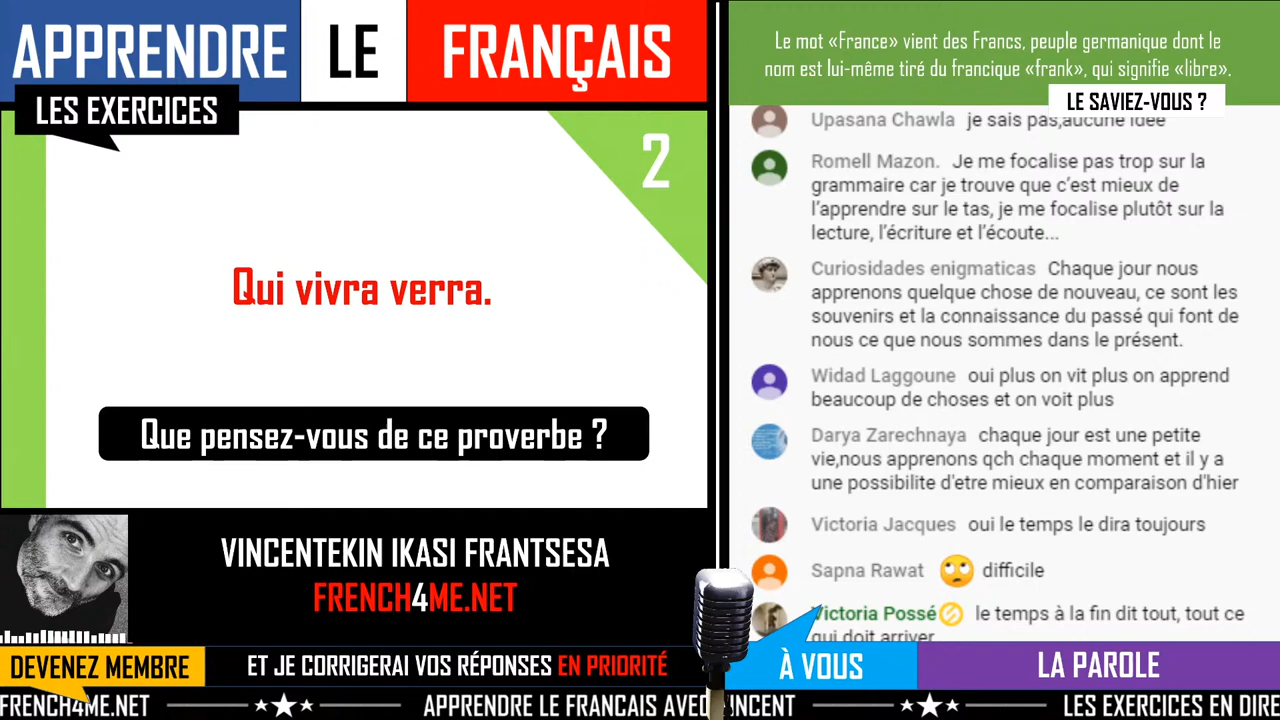 APPRENDRE LE FRANÇAIS
LES EXERCICES
2
Qui vivra verra.
Que pensez-vous de ce proverbe ?
VINCENTEKIN IKASI FRANTSESA
FRENCH4ME.NET
DEVENEZ MEMBRE
ET JE CORRIGERAI VOS RÉPONSES EN PRIORITÉ
Le mot «France» vient des Francs, peuple germanique dont le
nom est lui-même tiré du francique «frank», qui signifie «libre».
LE SAVIEZ-VOUS ?
Upasana Chawla je sais pas,aucune idee
Romell Mazon. Je me focalise pas trop sur la
grammaire car je trouve que c’est mieux de
l’apprendre sur le tas, je me focalise plutôt sur la
lecture, l’écriture et l’écoute...
Curiosidades enigmaticas Chaque jour nous
apprenons quelque chose de nouveau, ce sont les
souvenirs et la connaissance du passé qui font de
nous ce que nous sommes dans le présent.
Widad Laggoune oui plus on vit plus on apprend
beaucoup de choses et on voit plus
Darya Zarechnaya chaque jour est une petite
vie,nous apprenons qch chaque moment et il y a
une possibilite d'etre mieux en comparaison d'hier
Victoria Jacques oui le temps le dira toujours
Sapna Rawat 🙄 difficile
Victoria Possé le temps à la fin dit tout, tout ce
qui doit arriver
À VOUS LA PAROLE
FRENCH4ME.NET APPRENDRE LE FRANÇAIS AVEC VINCENT LES EXERCICES EN DIRE